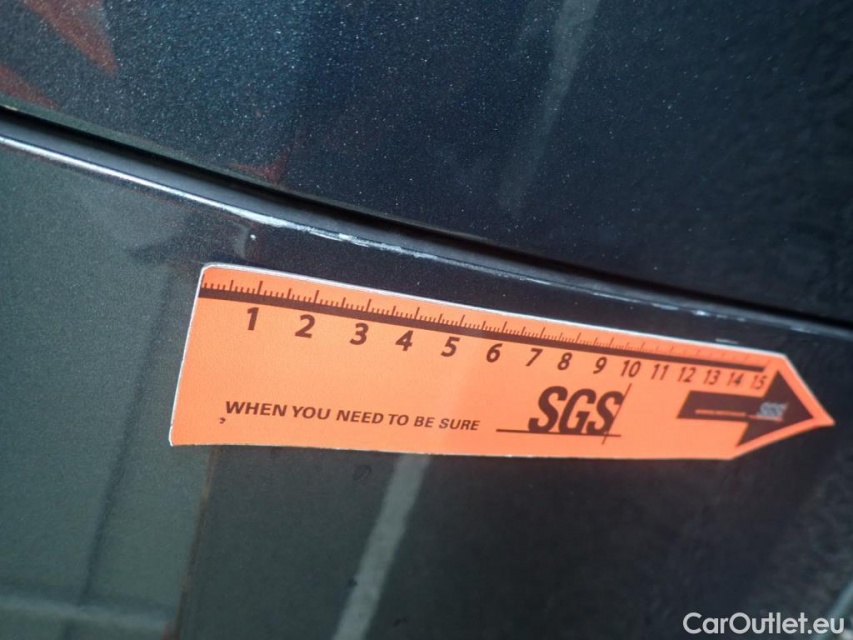 1 2 3 4 5 6 7 8 9 10 11 12 13 14 15
WHEN YOU NEED TO BE SURE SGS
CarOutlet.eu